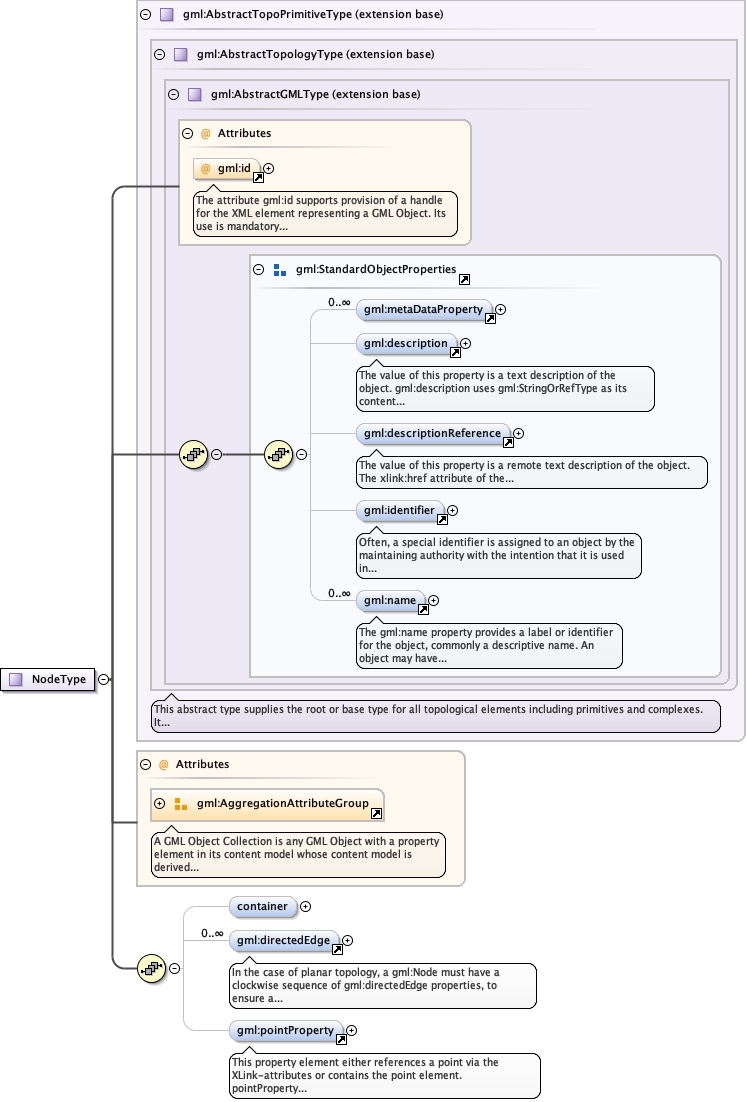 gml:AbstractTopoPrimitiveType (extension base)
gml:AbstractTopologyType (extension base)
gml:AbstractGMLType (extension base)
@ Attributes
@ gml:id
The attribute gml:id supports provision of a handle
for the XML element representing a GML Object. Its
use is mandatory...
gml:StandardObjectProperties
0..∞
gml:metaDataProperty
gml:description
The value of this property is a text description of the
object. gml:description uses gml:StringOrRefType as its
content...
gml:descriptionReference
The value of this property is a remote text description of the object.
The xlink:href attribute of the...
gml:identifier
Often, a special identifier is assigned to an object by the
maintaining authority with the intention that it is used
in...
0..∞
gml:name
The gml:name property provides a label or identifier
for the object, commonly a descriptive name. An
object may have...
NodeType
This abstract type supplies the root or base type for all topological elements including primitives and complexes.
It...
@ Attributes
gml:AggregationAttributeGroup
A GML Object Collection is any GML Object with a property
element in its content model whose content model is
derived...
container
0..∞
gml:directedEdge
In the case of planar topology, a gml:Node must have a
clockwise sequence of gml:directedEdge properties, to
ensure a...
gml:pointProperty
This property element either references a point via the
XLink-attributes or contains the point element.
pointProperty...